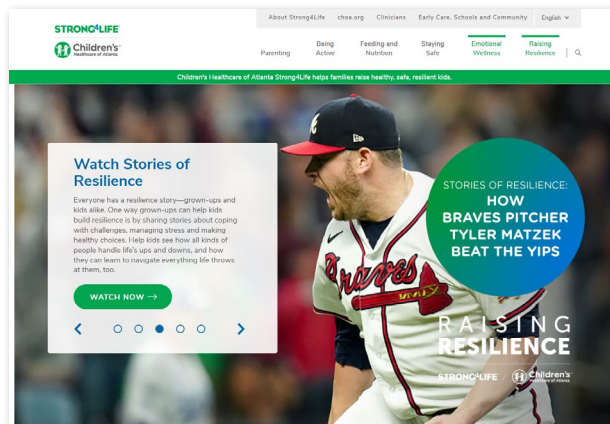 About Strong4Life choa.org Clinicians Early Care, Schools and Community English
STRONG4LIFE
Children's
Healthcare of Atlanta
Parenting
Being
Active
Feeding and
Nutrition
Staying
Safe
Emotional
Wellness
Raising
Resilience
Children's Healthcare of Atlanta Strong4Life helps families raise healthy, safe, resilient kids.
Watch Stories of
Resilience
Everyone has a resilience story—grown-ups and
kids alike. One way grown-ups can help kids
build resilience is by sharing stories about coping
with challenges, managing stress and making
healthy choices. Help kids see how all kinds of
people handle life's ups and downs, and how
they can learn to navigate everything life throws
at them, too.
WATCH NOW →
A
Braves
STORIES OF RESILIENCE:
HOW
BRAVES PITCHER
TYLER MATZEK
BEAT THE YIPS
RAISING
RESILIENCE
STRONG4LIFE / Children's
Healthcare of Atlanta